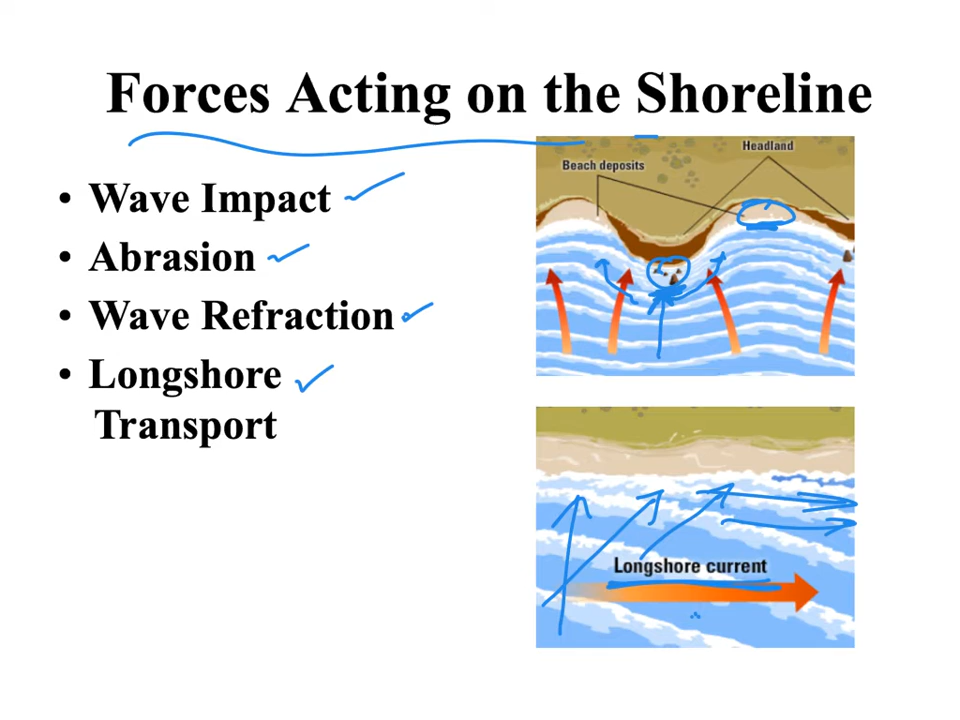 Forces Acting on the Shoreline
• Wave Impact
• Abrasion
• Wave Refraction
• Longshore
Transport
Headland
Beach deposits
Longshore current